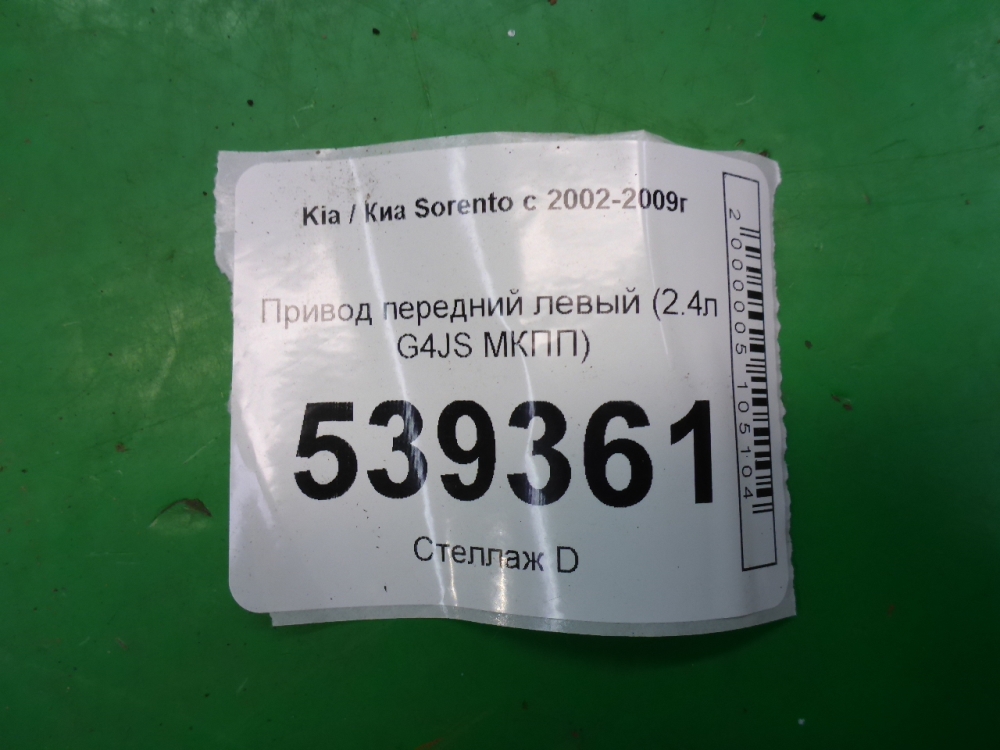 Kia / Киа Sorento с 2002-2009г
Привод передний левый (2.4л
G4JS МКПП)
539361
Стеллаж D
2000005105104